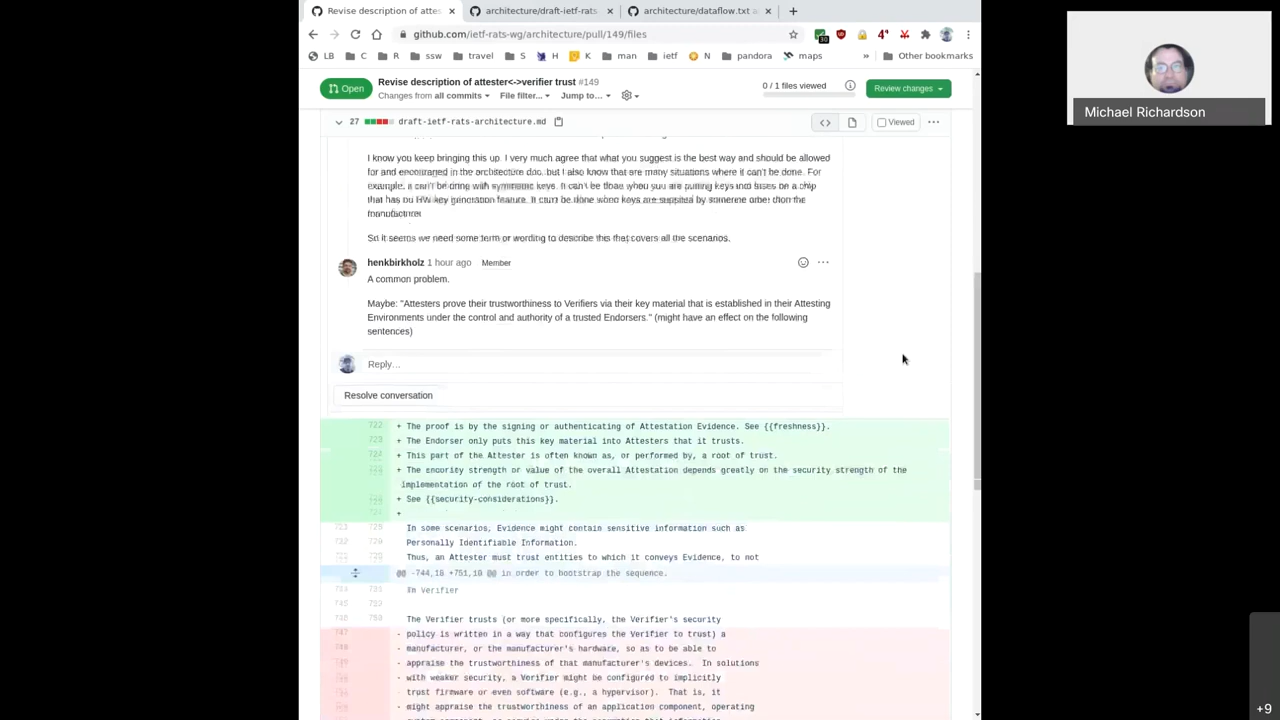 Revise description of attes
architecture/draft-ietf-rats-
architecture/dataflow.txt
github.com/ietf-rats-wg/architecture/pull/149/files
LB
C
R
ssw
travel
S
H
K
man
ietf
N
pandora
maps
»
Other bookmarks
Open
Revise description of attester<->verifier trust #149
Changes from all commits
File filter...
Jump to...
0 / 1 files viewed
Review changes
27
draft-ietf-rats-architecture.md
Viewed
I know you keep bringing this up. I very much agree that what you suggest is the best way and should be allowed
for and encouraged in the architecture doc, but I also know that are many situations where it can't be done. For
example, it can't be done with symmetric keys. It can't be done when you are putting keys and fuses on a chip
that has no HW key generation feature. It can't be done when keys are supplied by someone other than the
manufacturer.
So it seems we need some term or wording to describe this that covers all the scenarios.
henkbirkholz 1 hour ago
Member
A common problem.
Maybe: "Attesters prove their trustworthiness to Verifiers via their key material that is established in their Attesting
Environments under the control and authority of a trusted Endorsers." (might have an effect on the following
sentences)
Reply...
Resolve conversation
722 + The proof is by the signing or authenticating of Attestation Evidence. See {{freshness}}.
723 + The Endorser only puts this key material into Attesters that it trusts.
724 + This part of the Attester is often known as, or performed by, a root of trust.
+ The security strength or value of the overall Attestation depends greatly on the security strength of the
implementation of the root of trust.
+ See {{security-considerations}}.
+
In some scenarios, Evidence might contain sensitive information such as
Personally Identifiable Information.
Thus, an Attester must trust entities to which it conveys Evidence, to not
@@ -744,16 +751,10 @@ in order to bootstrap the sequence.
Verifier
The Verifier trusts (or more specifically, the Verifier's security
- policy is written in a way that configures the Verifier to trust) a
- manufacturer, or the manufacturer's hardware, so as to be able to
- appraise the trustworthiness of that manufacturer's devices. In solutions
- with weaker security, a Verifier might be configured to implicitly
- trust firmware or even software (e.g., a hypervisor). That is, it
- might appraise the trustworthiness of an application component, operating
Michael Richardson
+9